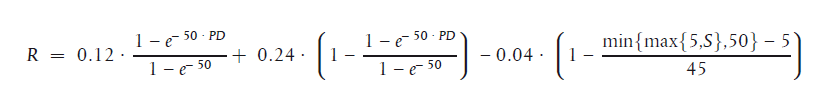 R = 0.12 · (1 − e^(− 50 · PD))/(1 − e^(− 50)) + 0.24 · (1 − (1 − e^(− 50 · PD))/(1 − e^(− 50))) − 0.04 · (1 − (min{max{5,S},50} − 5)/45)